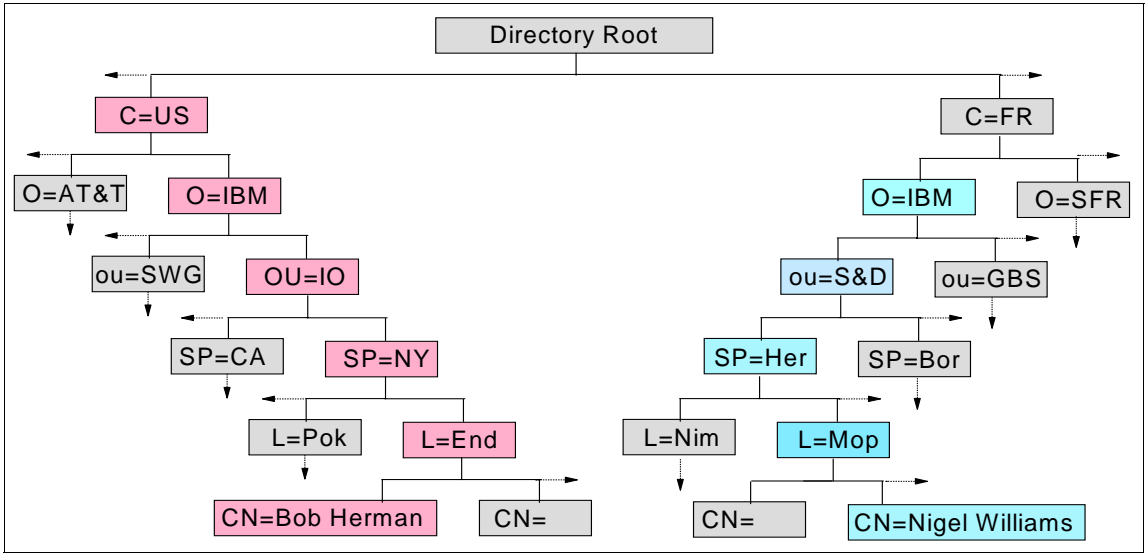 Directory Root
C=US
C=FR
O=AT&T
O=IBM
O=IBM
O=SFR
ou=SWG
OU=IO
ou=S&D
ou=GBS
SP=CA
SP=NY
SP=Her
SP=Bor
L=Pok
L=End
L=Nim
L=Mop
CN=Bob Herman
CN=
CN=
CN=Nigel Williams